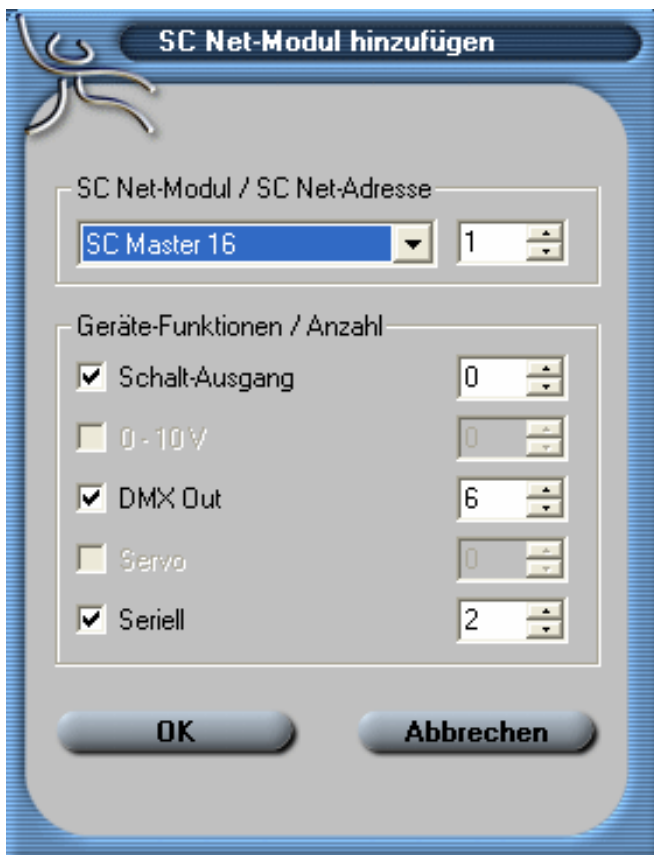 SC Net-Modul hinzufügen
SC Net-Modul / SC Net-Adresse
SC Master 16 1
Geräte-Funktionen / Anzahl
Schalt-Ausgang 0
0 - 10 V 0
DMX Out 6
Servo 0
Seriell 2
OK Abbrechen